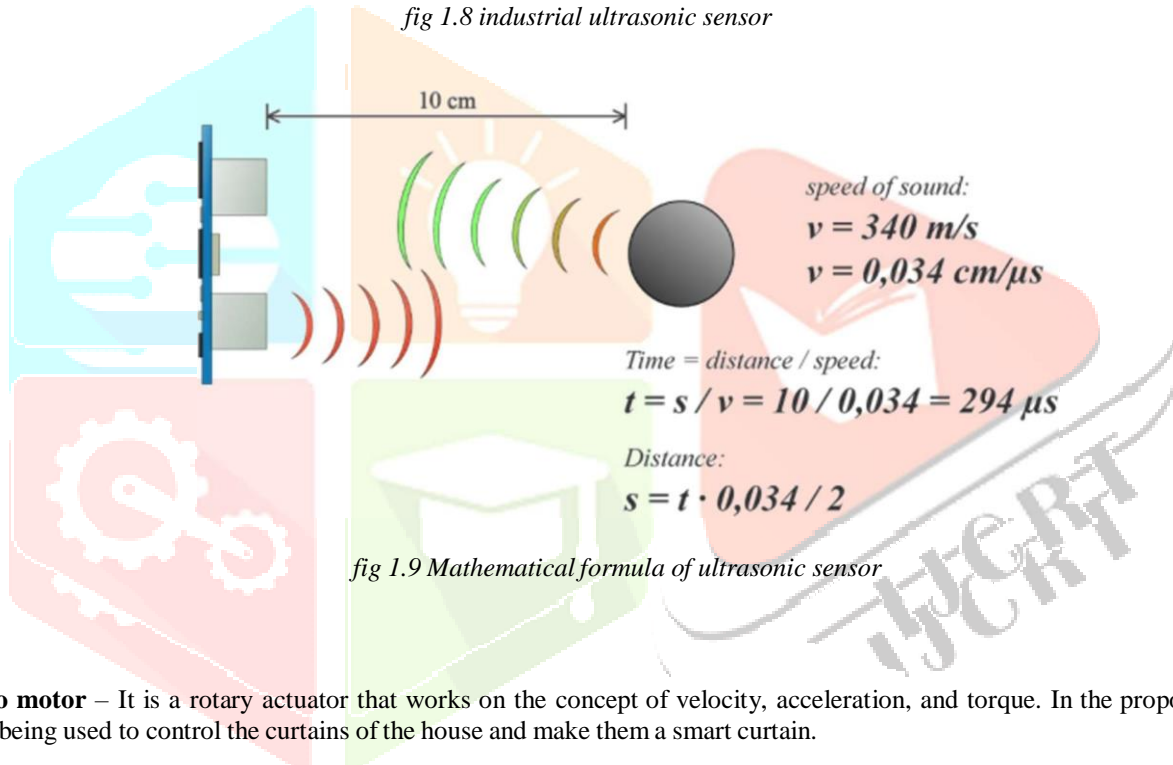 fig 1.8 industrial ultrasonic sensor
10 cm
speed of sound:
v = 340 m/s
v = 0,034 cm/µs
Time = distance / speed:
t = s / v = 10 / 0,034 = 294 µs
Distance:
s = t · 0,034 / 2
fig 1.9 Mathematical formula of ultrasonic sensor
IJCRT
o motor – It is a rotary actuator that works on the concept of velocity, acceleration, and torque. In the propo
being used to control the curtains of the house and make them a smart curtain.